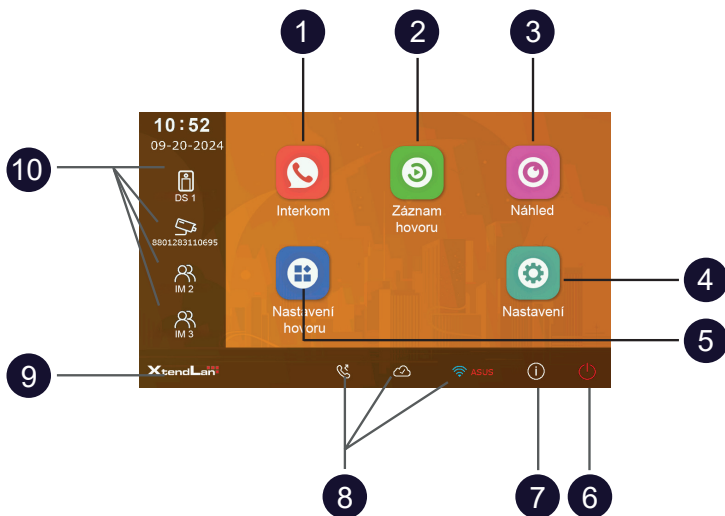 1
2
3
10:52
09-20-2024
10
DS 1
8801283110695
IM 2
IM 3
Interkom
Záznam
hovoru
Náhled
Nastavení
hovoru
Nastavení
4
5
9
XtendLan
ASUS
8
7
6